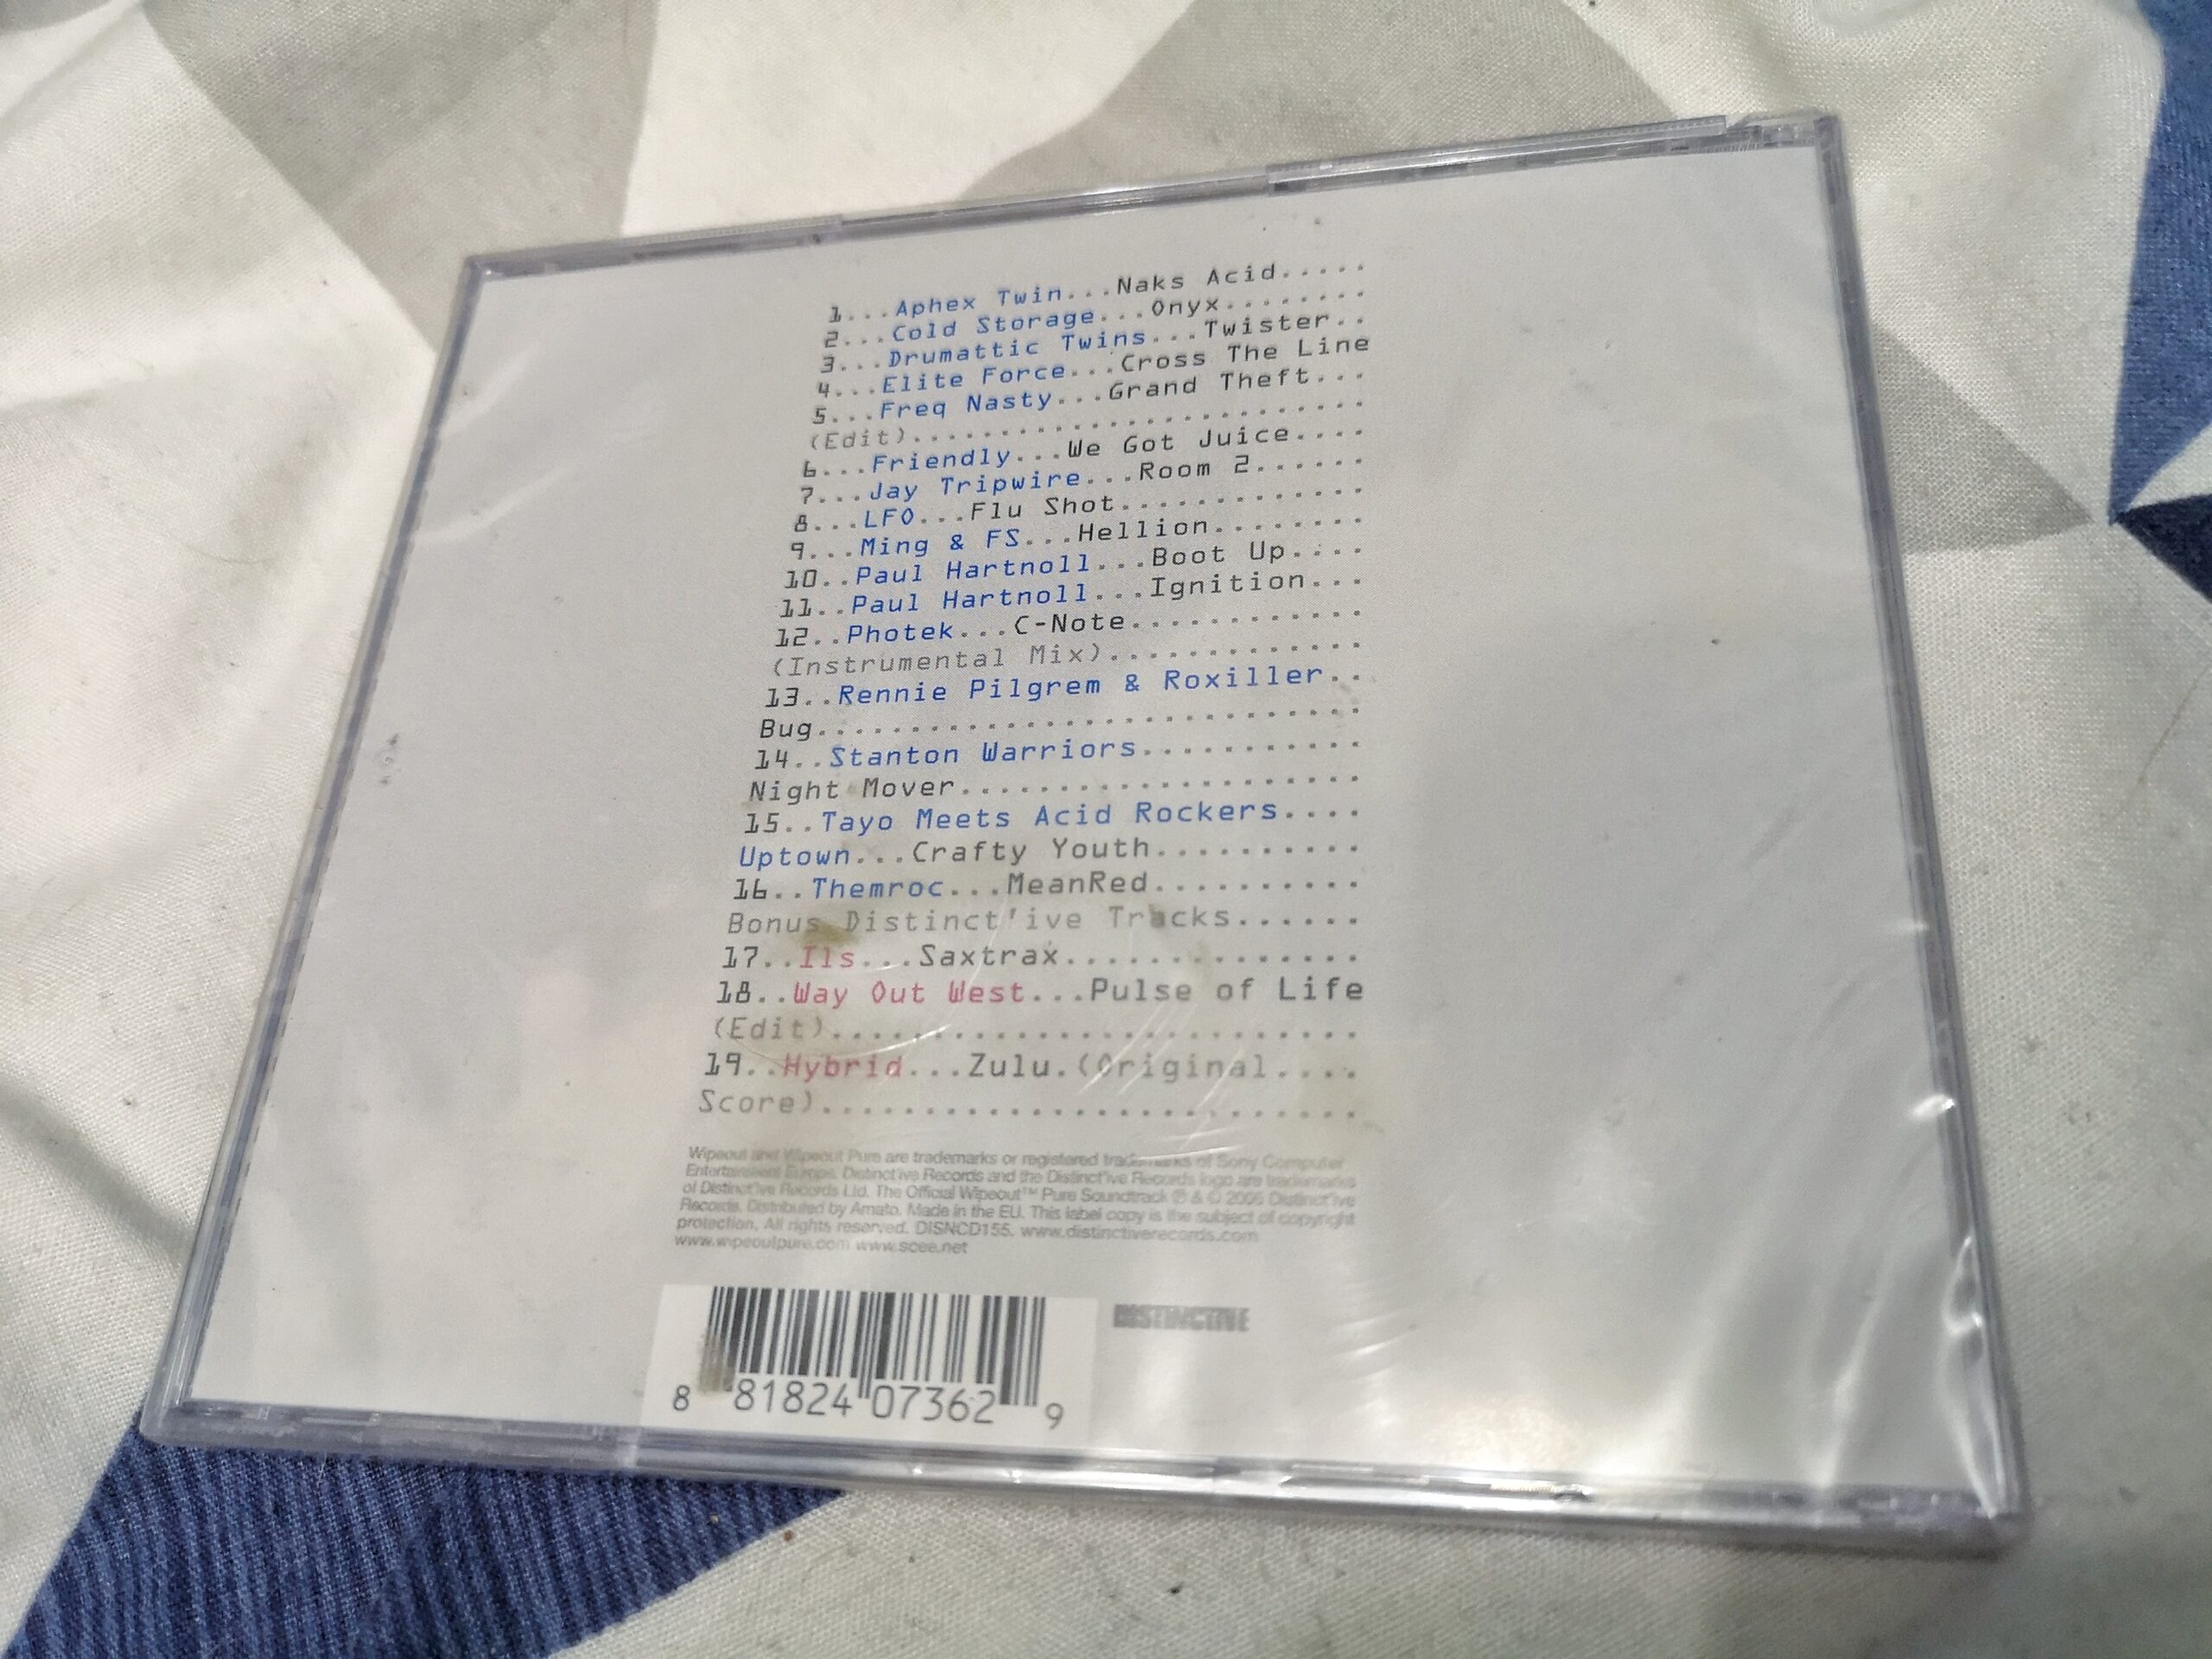 1...Aphex Twin...Naks Acid.....
2...Cold Storage...Onyx........
3...Drumattic Twins...Twister..
4...Elite Force...Cross The Line
5...Freq Nasty...Grand Theft...
(Edit).........................
6...Friendly...We Got Juice....
7...Jay Tripwire...Room 2......
8...LFO...Flu Shot.............
9...Ming & FS...Hellion........
10..Paul Hartnoll...Boot Up....
11..Paul Hartnoll...Ignition...
12..Photek...C-Note............
(Instrumental Mix).............
13..Rennie Pilgrem & Roxiller..
Bug............................
14..Stanton Warriors...........
Night Mover....................
15..Tayo Meets Acid Rockers....
Uptown...Crafty Youth..........
16..Themroc...MeanRed..........
Bonus Distinct'ive Tracks......
17..Ils...Saxtrax..............
18..Way Out West...Pulse of Life
(Edit).........................
19..Hybrid...Zulu.(Original....
Score).........................
Wipeout and Wipeout Pure are trademarks or registered trademarks of Sony Computer
Entertainment Europe. Distinct'ive Records and the Distinct'ive Records logo are trademarks
of Distinct'ive Records Ltd. The Official Wipeout™ Pure Soundtrack ℗ & © 2005 Distinct'ive
Records. Distributed by Amato. Made in the EU. This label copy is the subject of copyright
protection. All rights reserved. DISNCD155. www.distinctiverecords.com
www.wipeoutpure.com www.scee.net
DISTINCTIVE
8 81824 07362 9